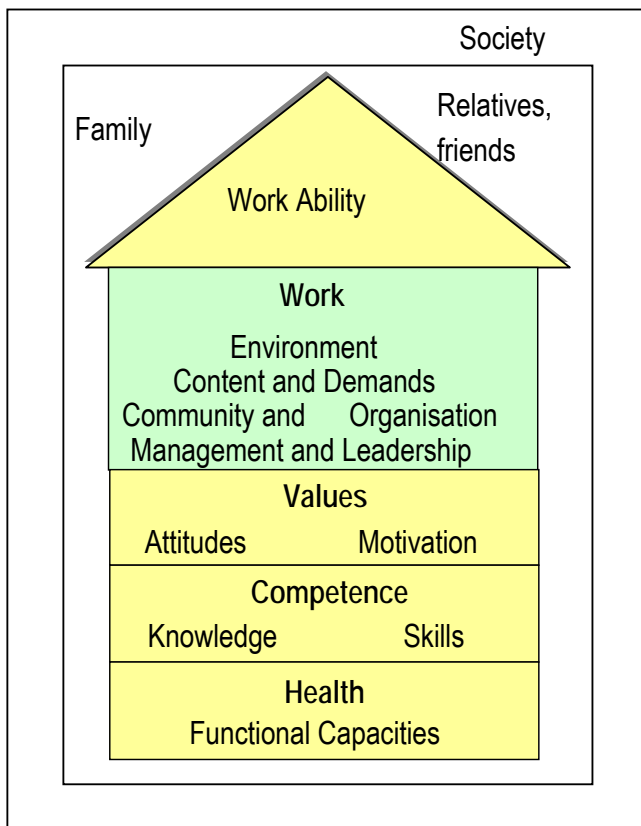 Society
Family
Relatives,
friends
Work Ability
Work
Environment
Content and Demands
Community and Organisation
Management and Leadership
Values
Attitudes Motivation
Competence
Knowledge Skills
Health
Functional Capacities